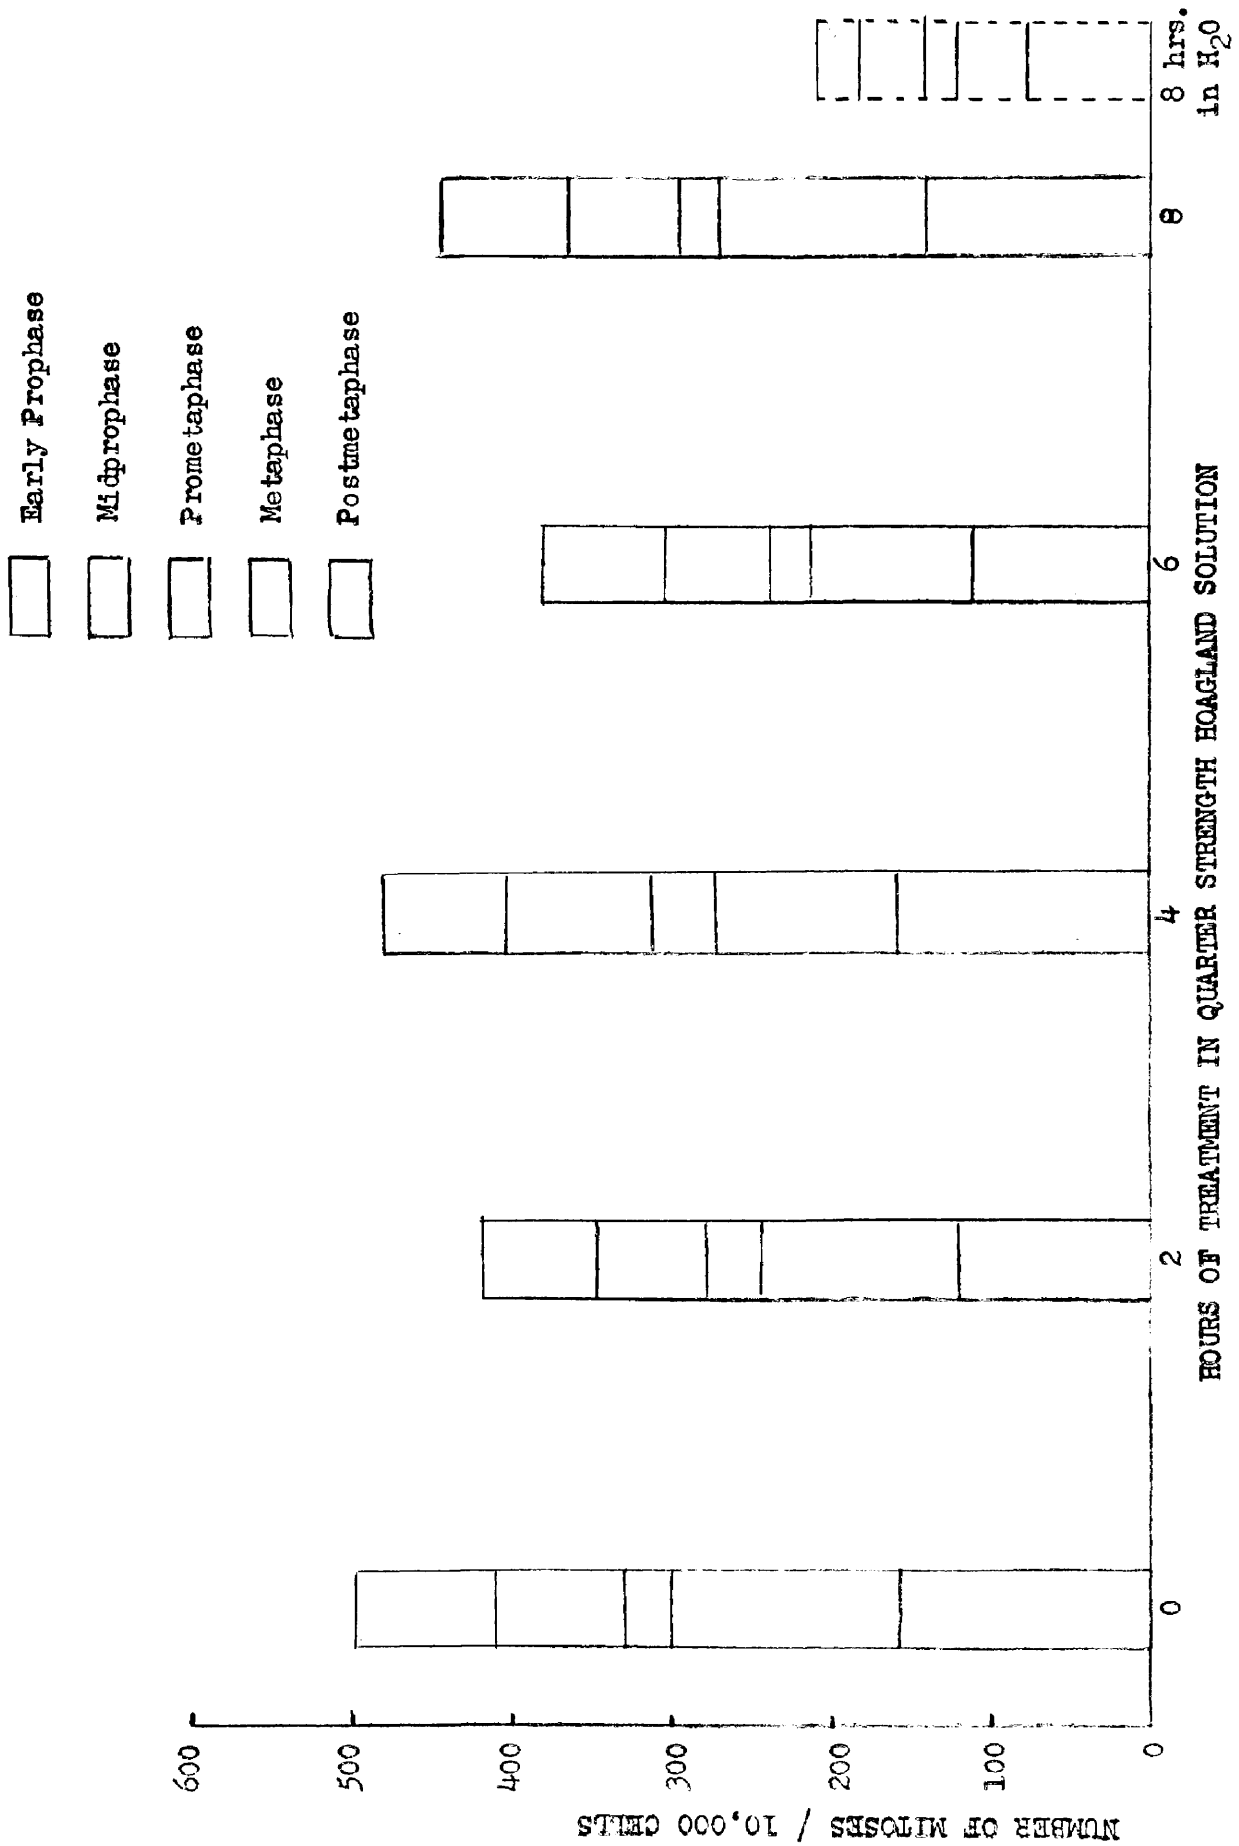 Early Prophase
Midprophase
Prometaphase
Metaphase
Postmetaphase
600
500
400
300
200
100
0
NUMBER OF MITOSES / 10,000 CELLS
0
2
4
6
8
8 hrs.
in H₂O
HOURS OF TREATMENT IN QUARTER STRENGTH HOAGLAND SOLUTION